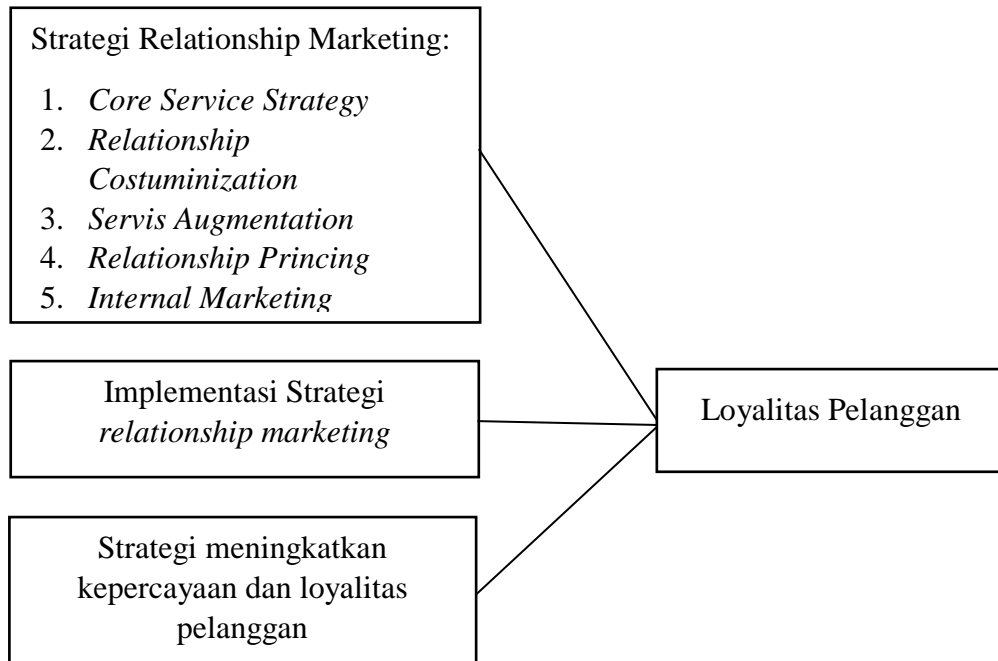 Strategi Relationship Marketing:
1. Core Service Strategy
2. Relationship
Costuminization
3. Servis Augmentation
4. Relationship Princing
5. Internal Marketing
Implementasi Strategi
relationship marketing
Strategi meningkatkan
kepercayaan dan loyalitas
pelanggan
Loyalitas Pelanggan